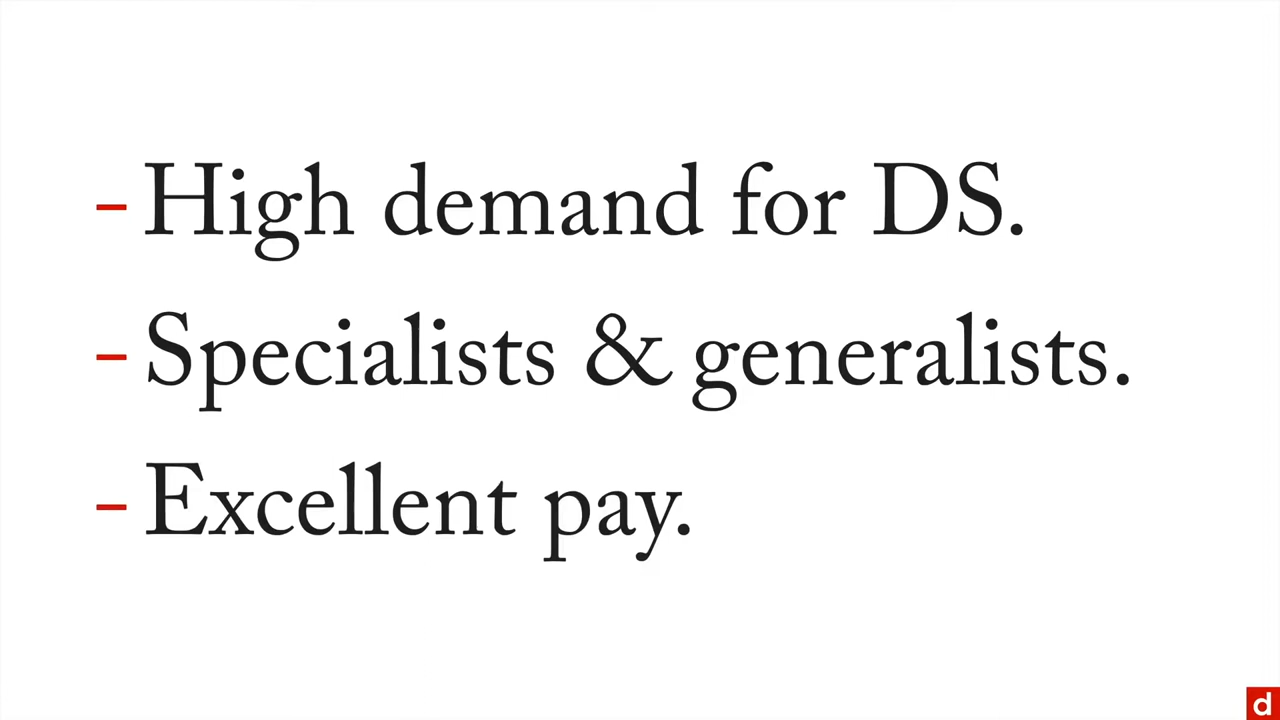 - High demand for DS.
- Specialists & generalists.
- Excellent pay.
d